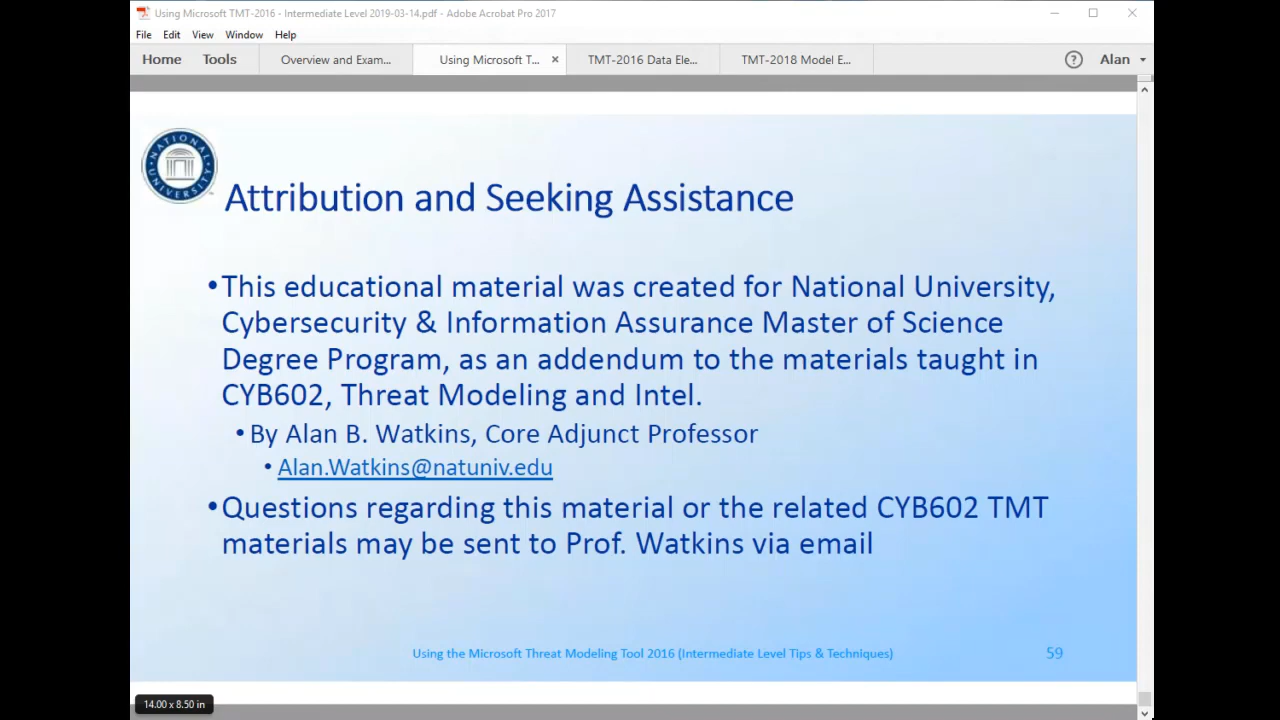 Using Microsoft TMT-2016 - Intermediate Level 2019-03-14.pdf - Adobe Acrobat Pro 2017
File Edit View Window Help
Home Tools Overview and Exam... Using Microsoft T... × TMT-2016 Data Ele... TMT-2018 Model E... ? Alan
NATIONAL UNIVERSITY
Attribution and Seeking Assistance
•This educational material was created for National University,
Cybersecurity & Information Assurance Master of Science
Degree Program, as an addendum to the materials taught in
CYB602, Threat Modeling and Intel.
• By Alan B. Watkins, Core Adjunct Professor
• Alan.Watkins@natuniv.edu
•Questions regarding this material or the related CYB602 TMT
materials may be sent to Prof. Watkins via email
Using the Microsoft Threat Modeling Tool 2016 (Intermediate Level Tips & Techniques) 59
14.00 x 8.50 in